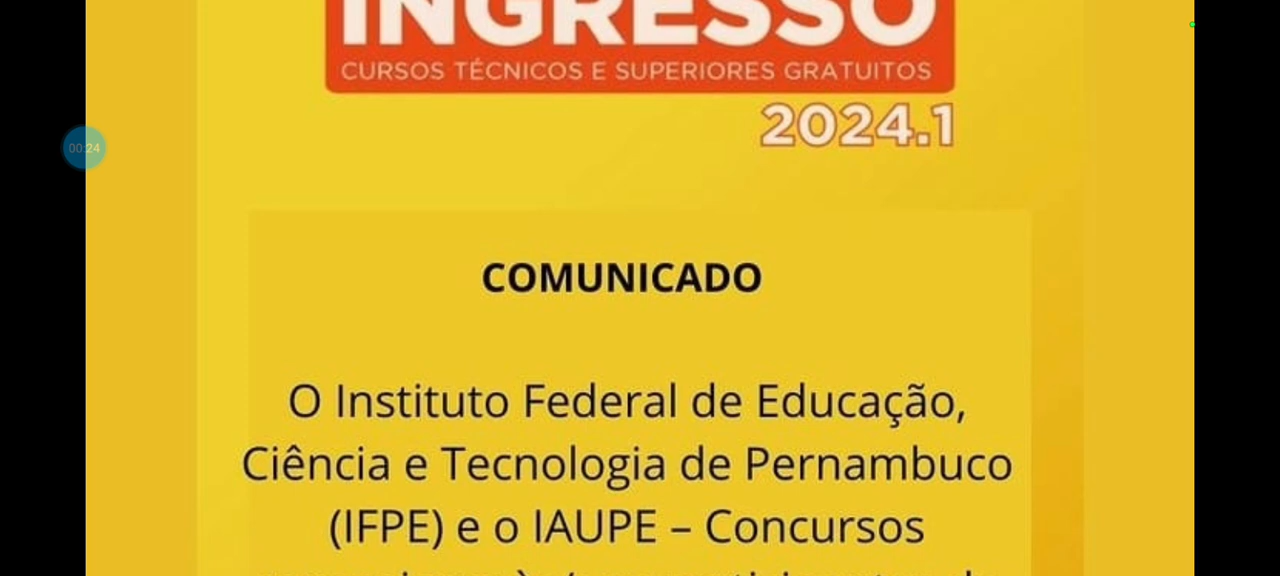 INGRESSO
CURSOS TÉCNICOS E SUPERIORES GRATUITOS
2024.1
00:24
COMUNICADO
O Instituto Federal de Educação,
Ciência e Tecnologia de Pernambuco
(IFPE) e o IAUPE – Concursos